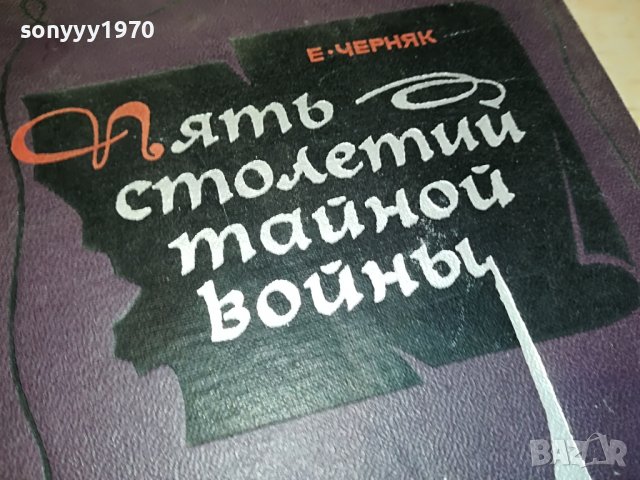 sonyyy1970
Е·ЧЕРНЯК
Пять
столетий
тайной
войны
BAZAR